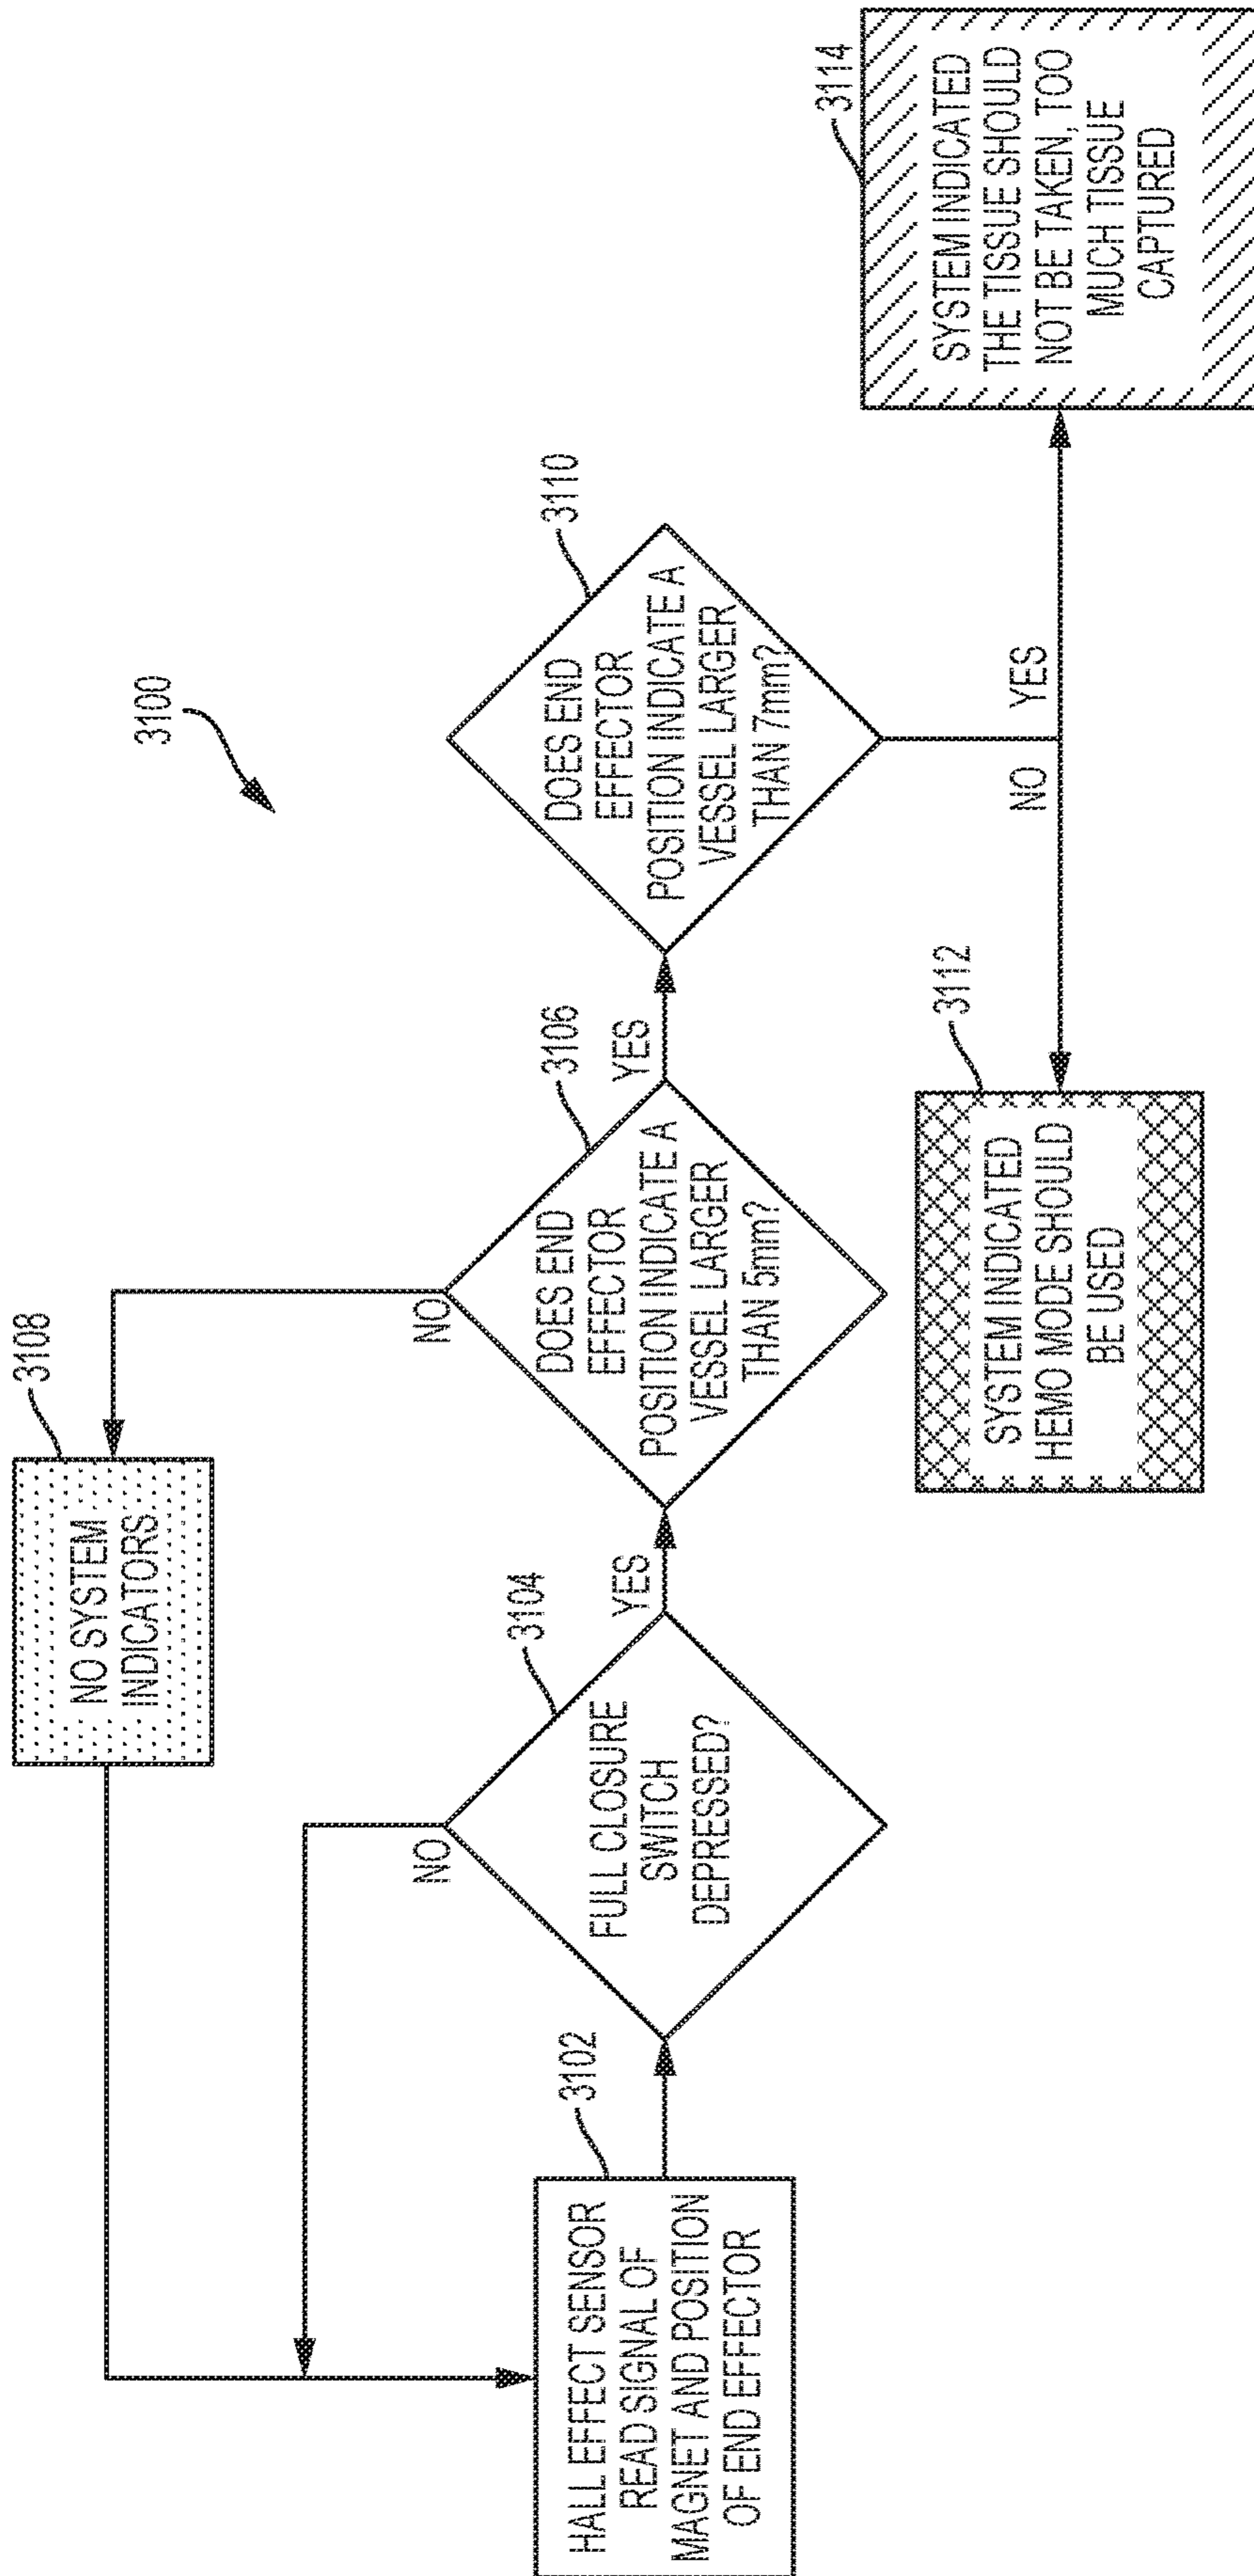 3100
HALL EFFECT SENSOR
READ SIGNAL OF
MAGNET AND POSITION
OF END EFFECTOR
3102
FULL CLOSURE
SWITCH
DEPRESSED?
3104
NO
YES
DOES END
EFFECTOR
POSITION INDICATE A
VESSEL LARGER
THAN 5mm?
3106
NO
YES
NO SYSTEM
INDICATORS
3108
DOES END
EFFECTOR
POSITION INDICATE A
VESSEL LARGER
THAN 7mm?
3110
NO
YES
SYSTEM INDICATED
HEMO MODE SHOULD
BE USED
3112
SYSTEM INDICATED
THE TISSUE SHOULD
NOT BE TAKEN, TOO
MUCH TISSUE
CAPTURED
3114